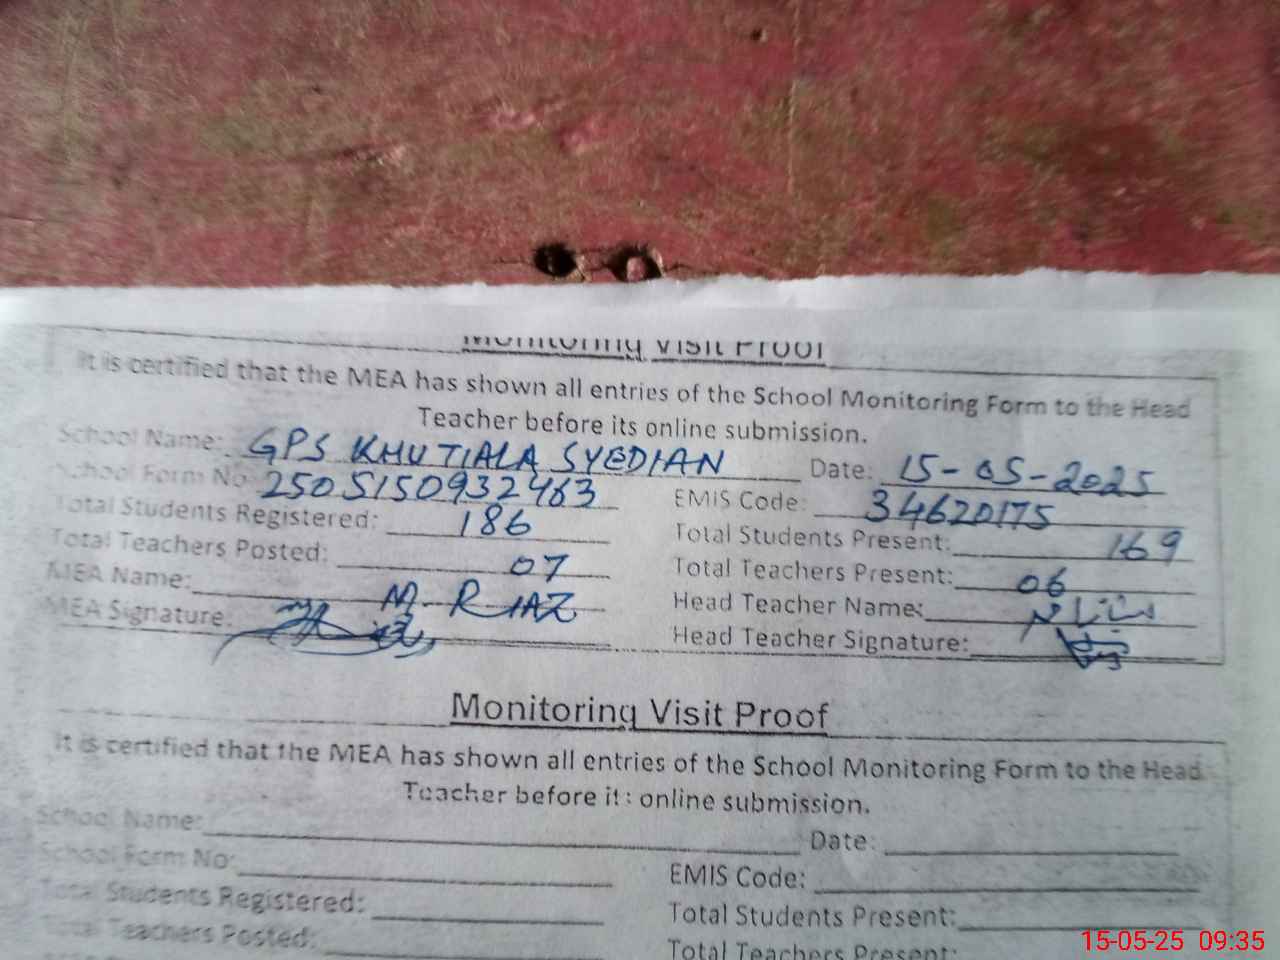 Monitoring Visit Proof
It is certified that the MEA has shown all entries of the School Monitoring Form to the Head
Teacher before its online submission.
School Name: GPS KHUTIALA SYEDIAN Date: 15-05-2025
School Form No: 2505150932463 EMIS Code: 34620175
Total Students Registered: 186 Total Students Present: 169
Total Teachers Posted: 07 Total Teachers Present: 06
MEA Name: M. RIAZ Head Teacher Name:
MEA Signature: Head Teacher Signature:
Monitoring Visit Proof
It is certified that the MEA has shown all entries of the School Monitoring Form to the Head
Teacher before it: online submission.
School Name: Date:
School Form No: EMIS Code:
Total Students Registered: Total Students Present:
Total Teachers Posted: Total Teachers Present:
15-05-25 09:35